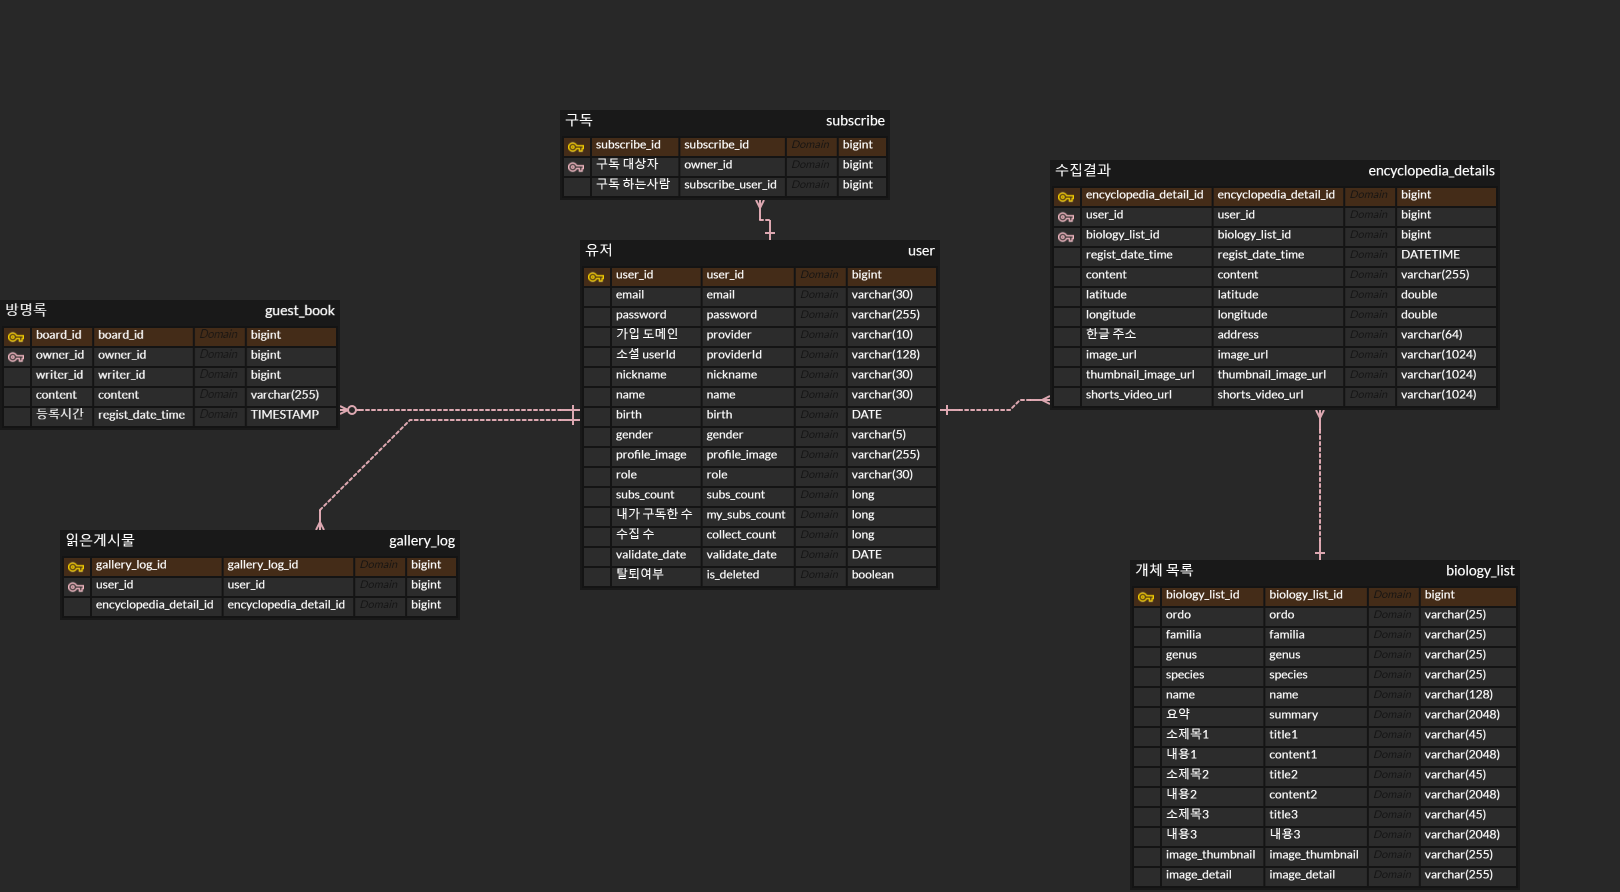 구독 subscribe
subscribe_id subscribe_id Domain bigint
구독 대상자 owner_id Domain bigint
구독 하는사람 subscribe_user_id Domain bigint
유저 user
user_id user_id Domain bigint
email email Domain varchar(30)
password password Domain varchar(255)
가입 도메인 provider Domain varchar(10)
소셜 userId providerId Domain varchar(128)
nickname nickname Domain varchar(30)
name name Domain varchar(30)
birth birth Domain DATE
gender gender Domain varchar(5)
profile_image profile_image Domain varchar(255)
role role Domain varchar(30)
subs_count subs_count Domain long
내가 구독한 수 my_subs_count Domain long
수집 수 collect_count Domain long
validate_date validate_date Domain DATE
탈퇴여부 is_deleted Domain boolean
방명록 guest_book
board_id board_id Domain bigint
owner_id owner_id Domain bigint
writer_id writer_id Domain bigint
content content Domain varchar(255)
등록시간 regist_date_time Domain TIMESTAMP
읽은게시물 gallery_log
gallery_log_id gallery_log_id Domain bigint
user_id user_id Domain bigint
encyclopedia_detail_id encyclopedia_detail_id Domain bigint
수집결과 encyclopedia_details
encyclopedia_detail_id encyclopedia_detail_id Domain bigint
user_id user_id Domain bigint
biology_list_id biology_list_id Domain bigint
regist_date_time regist_date_time Domain DATETIME
content content Domain varchar(255)
latitude latitude Domain double
longitude longitude Domain double
한글 주소 address Domain varchar(64)
image_url image_url Domain varchar(1024)
thumbnail_image_url thumbnail_image_url Domain varchar(1024)
shorts_video_url shorts_video_url Domain varchar(1024)
개체 목록 biology_list
biology_list_id biology_list_id Domain bigint
ordo ordo Domain varchar(25)
familia familia Domain varchar(25)
genus genus Domain varchar(25)
species species Domain varchar(25)
name name Domain varchar(128)
요약 summary Domain varchar(2048)
소제목1 title1 Domain varchar(45)
내용1 content1 Domain varchar(2048)
소제목2 title2 Domain varchar(45)
내용2 content2 Domain varchar(2048)
소제목3 title3 Domain varchar(45)
내용3 내용3 Domain varchar(2048)
image_thumbnail image_thumbnail Domain varchar(255)
image_detail image_detail Domain varchar(255)